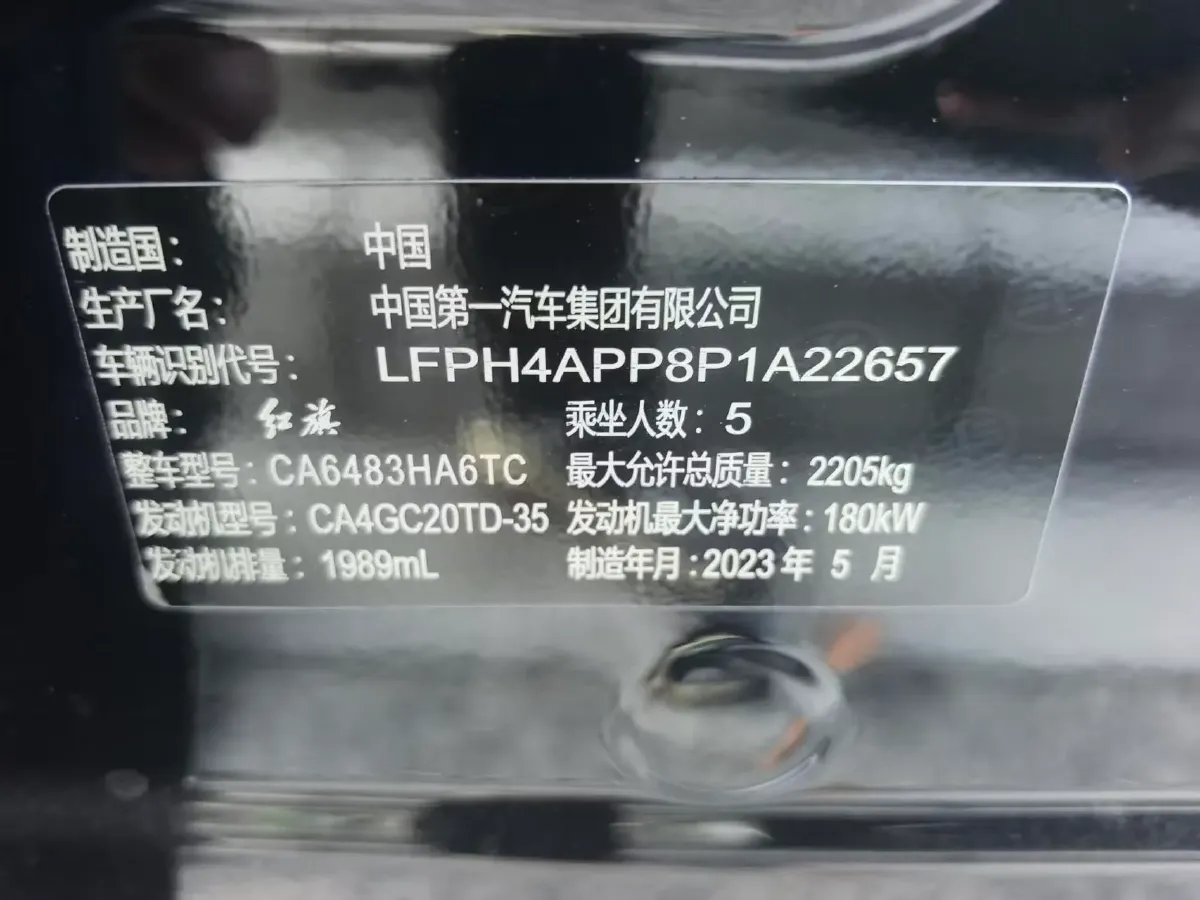 制造国： 中国
生产厂名： 中国第一汽车集团有限公司
车辆识别代号： LFPH4APP8P1A22657
品牌： 红旗 乘坐人数： 5
整车型号： CA6483HA6TC 最大允许总质量： 2205kg
发动机型号： CA4GC20TD-35 发动机最大净功率： 180kW
发动机排量： 1989mL 制造年月： 2023 年 5 月